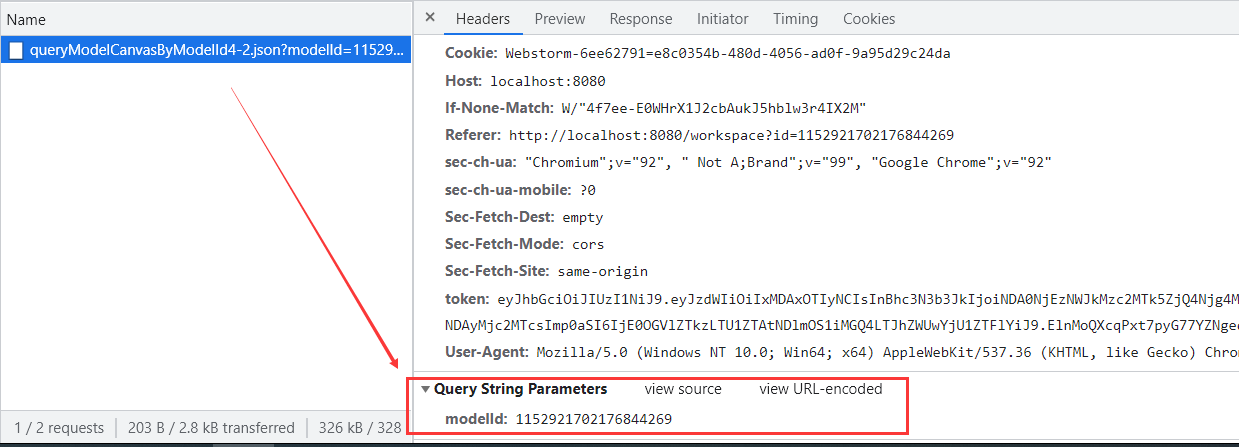 Name
queryModelCanvasByModelId4-2.json?modelId=11529...
Headers Preview Response Initiator Timing Cookies
Cookie: Webstorm-6ee62791=e8c0354b-480d-4056-ad0f-9a95d29c24da
Host: localhost:8080
If-None-Match: W/"4f7ee-E0WHrX1J2cbAukJ5hblw3r4IX2M"
Referer: http://localhost:8080/workspace?id=1152921702176844269
sec-ch-ua: "Chromium";v="92", " Not A;Brand";v="99", "Google Chrome";v="92"
sec-ch-ua-mobile: ?0
Sec-Fetch-Dest: empty
Sec-Fetch-Mode: cors
Sec-Fetch-Site: same-origin
token: eyJhbGciOiJIUzI1NiJ9.eyJzdWIiOiIxMDAxOTIyNCIsInBhc3N3b3JkIjoiNDA0NjEzNWJkMzc2MTk5ZjQ4Njg4M
NDAyMjc2MTcsImp0aSI6IjE0OGVlZTkzLTU1ZTAtNDlmOS1iMGQ4LTJhZWUwYjU1ZTFlYiJ9.ElnMoQXcqPxt7pyG77YZNgec
User-Agent: Mozilla/5.0 (Windows NT 10.0; Win64; x64) AppleWebKit/537.36 (KHTML, like Gecko) Chro
Query String Parameters view source view URL-encoded
modelId: 1152921702176844269
1 / 2 requests 203 B / 2.8 kB transferred 326 kB / 328